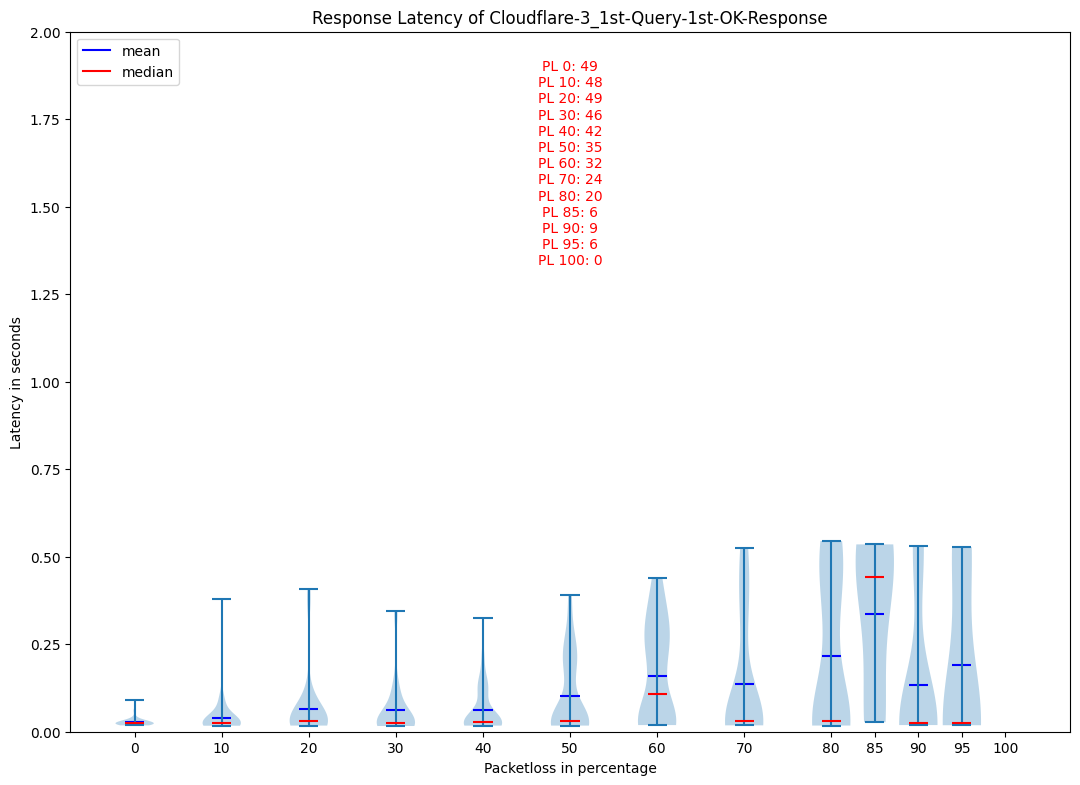 Response Latency of Cloudflare-3_1st-Query-1st-OK-Response
mean
median
PL 0: 49
PL 10: 48
PL 20: 49
PL 30: 46
PL 40: 42
PL 50: 35
PL 60: 32
PL 70: 24
PL 80: 20
PL 85: 6
PL 90: 9
PL 95: 6
PL 100: 0
Latency in seconds
2.00
1.75
1.50
1.25
1.00
0.75
0.50
0.25
0.00
0 10 20 30 40 50 60 70 80 85 90 95 100
Packetloss in percentage